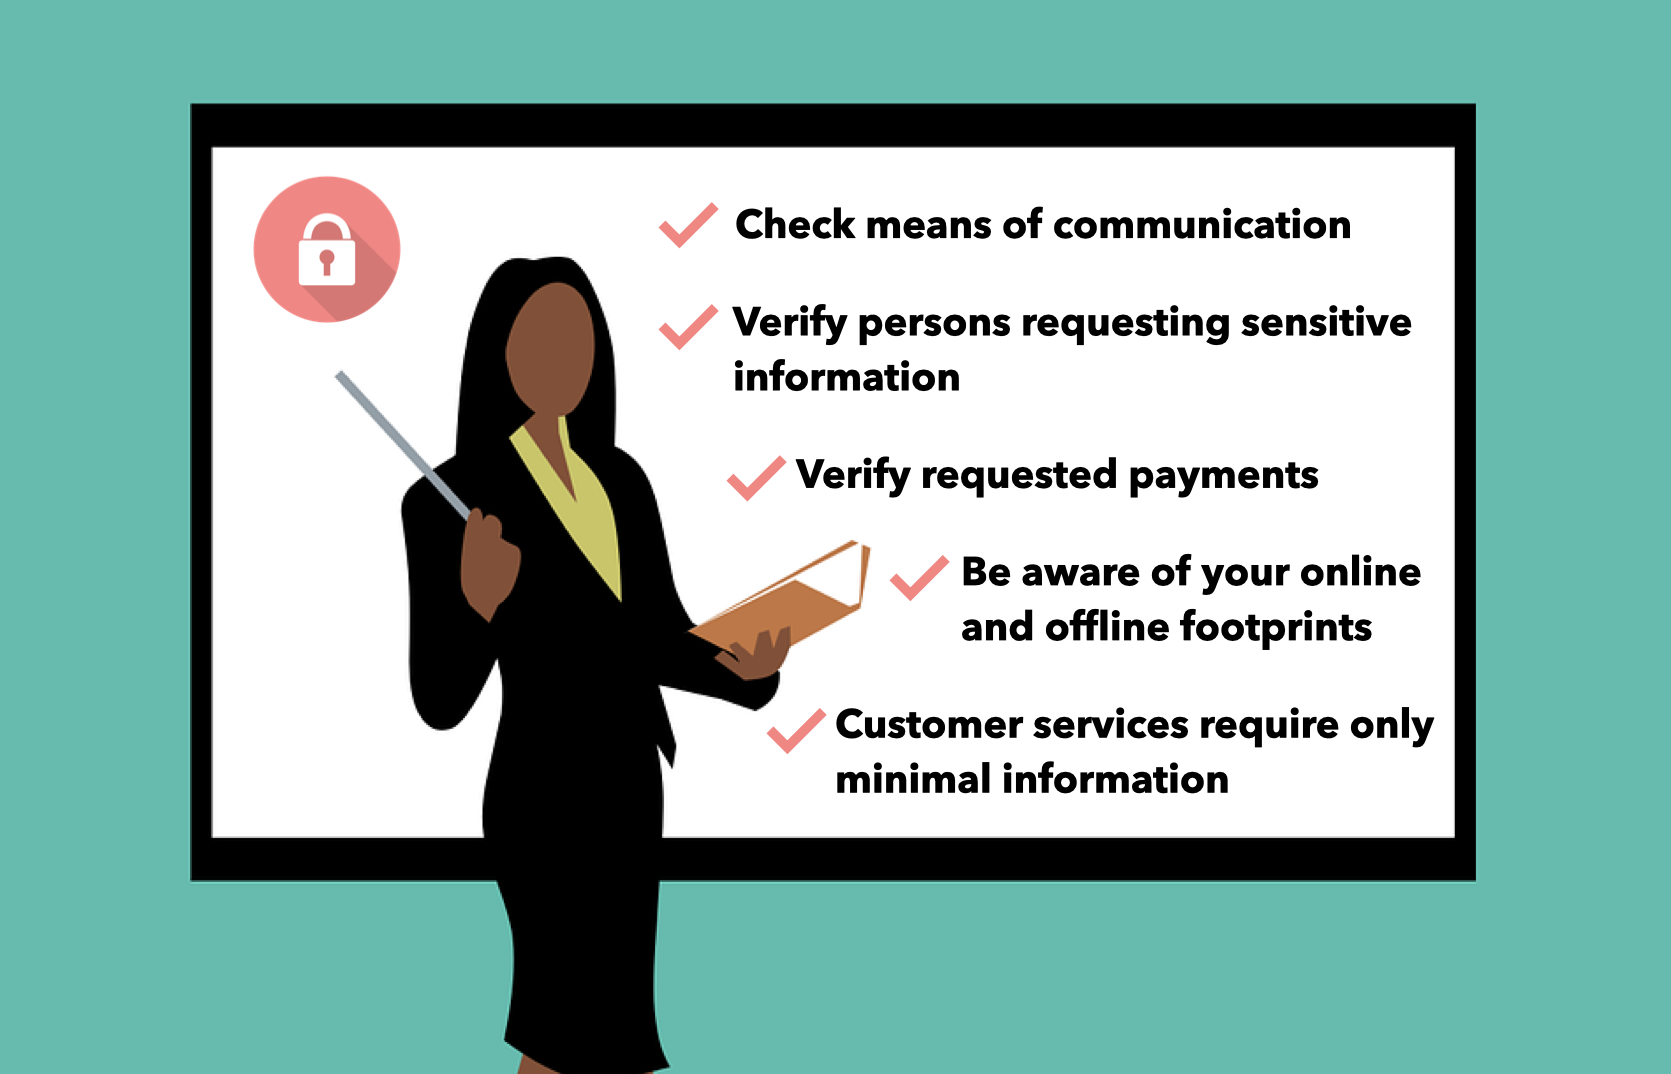 Check means of communication
Verify persons requesting sensitive
information
Verify requested payments
Be aware of your online
and offline footprints
Customer services require only
minimal information